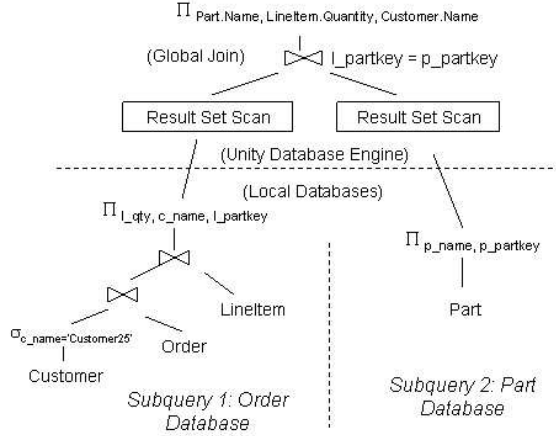 Π Part.Name, LineItem.Quantity, Customer.Name
(Global Join)
l_partkey = p_partkey
Result Set Scan
Result Set Scan
(Unity Database Engine)
(Local Databases)
Π l_qty, c_name, l_partkey
Π p_name, p_partkey
LineItem
Part
σc_name='Customer25'
Order
Customer
Subquery 1: Order
Database
Subquery 2: Part
Database